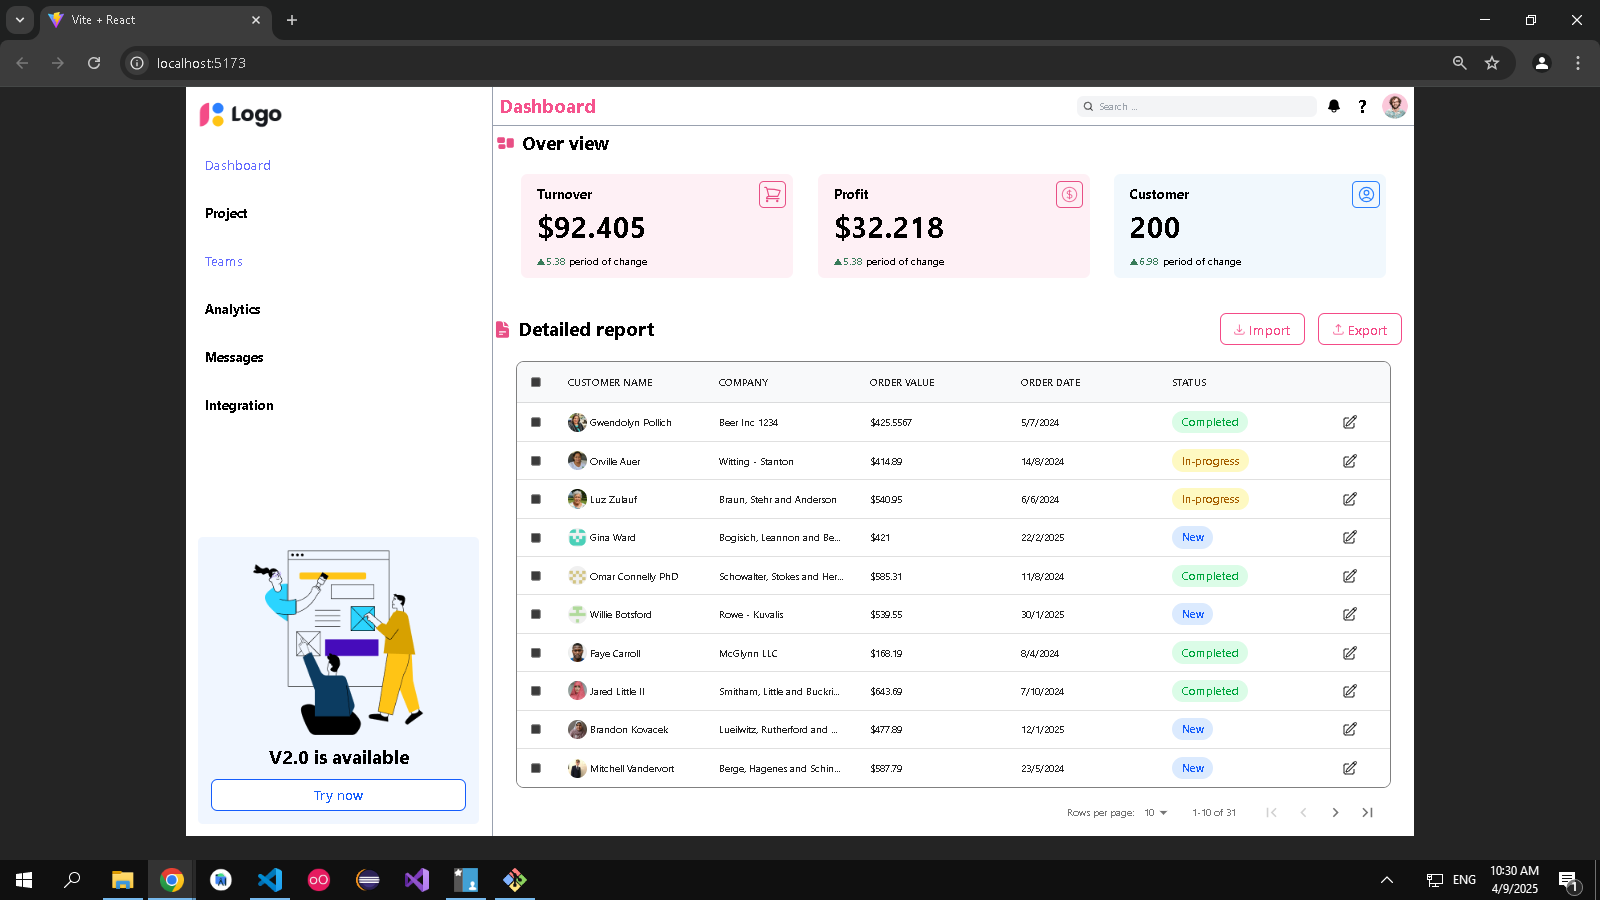 Vite + React
localhost:5173
Logo
Dashboard
Project
Teams
Analytics
Messages
Integration
V2.0 is available
Try now
Dashboard
Search ...
Over view
Turnover
$92.405
5.38 period of change
Profit
$32.218
5.38 period of change
Customer
200
6.98 period of change
Detailed report
Import
Export
CUSTOMER NAME COMPANY ORDER VALUE ORDER DATE STATUS
Gwendolyn Pollich Beer Inc 1234 $425.5567 5/7/2024 Completed
Orville Auer Witting - Stanton $414.89 14/8/2024 In-progress
Luz Zulauf Braun, Stehr and Anderson $540.95 6/6/2024 In-progress
Gina Ward Bogisich, Leannon and Be... $421 22/2/2025 New
Omar Connelly PhD Schowalter, Stokes and Her... $585.31 11/8/2024 Completed
Willie Botsford Rowe - Kuvalis $539.55 30/1/2025 New
Faye Carroll McGlynn LLC $168.19 8/4/2024 Completed
Jared Little II Smitham, Little and Buckri... $643.69 7/10/2024 Completed
Brandon Kovacek Lueilwitz, Rutherford and ... $477.89 12/1/2025 New
Mitchell Vandervort Berge, Hagenes and Schin... $587.79 23/5/2024 New
Rows per page: 10 1-10 of 31
ENG
10:30 AM
4/9/2025
1